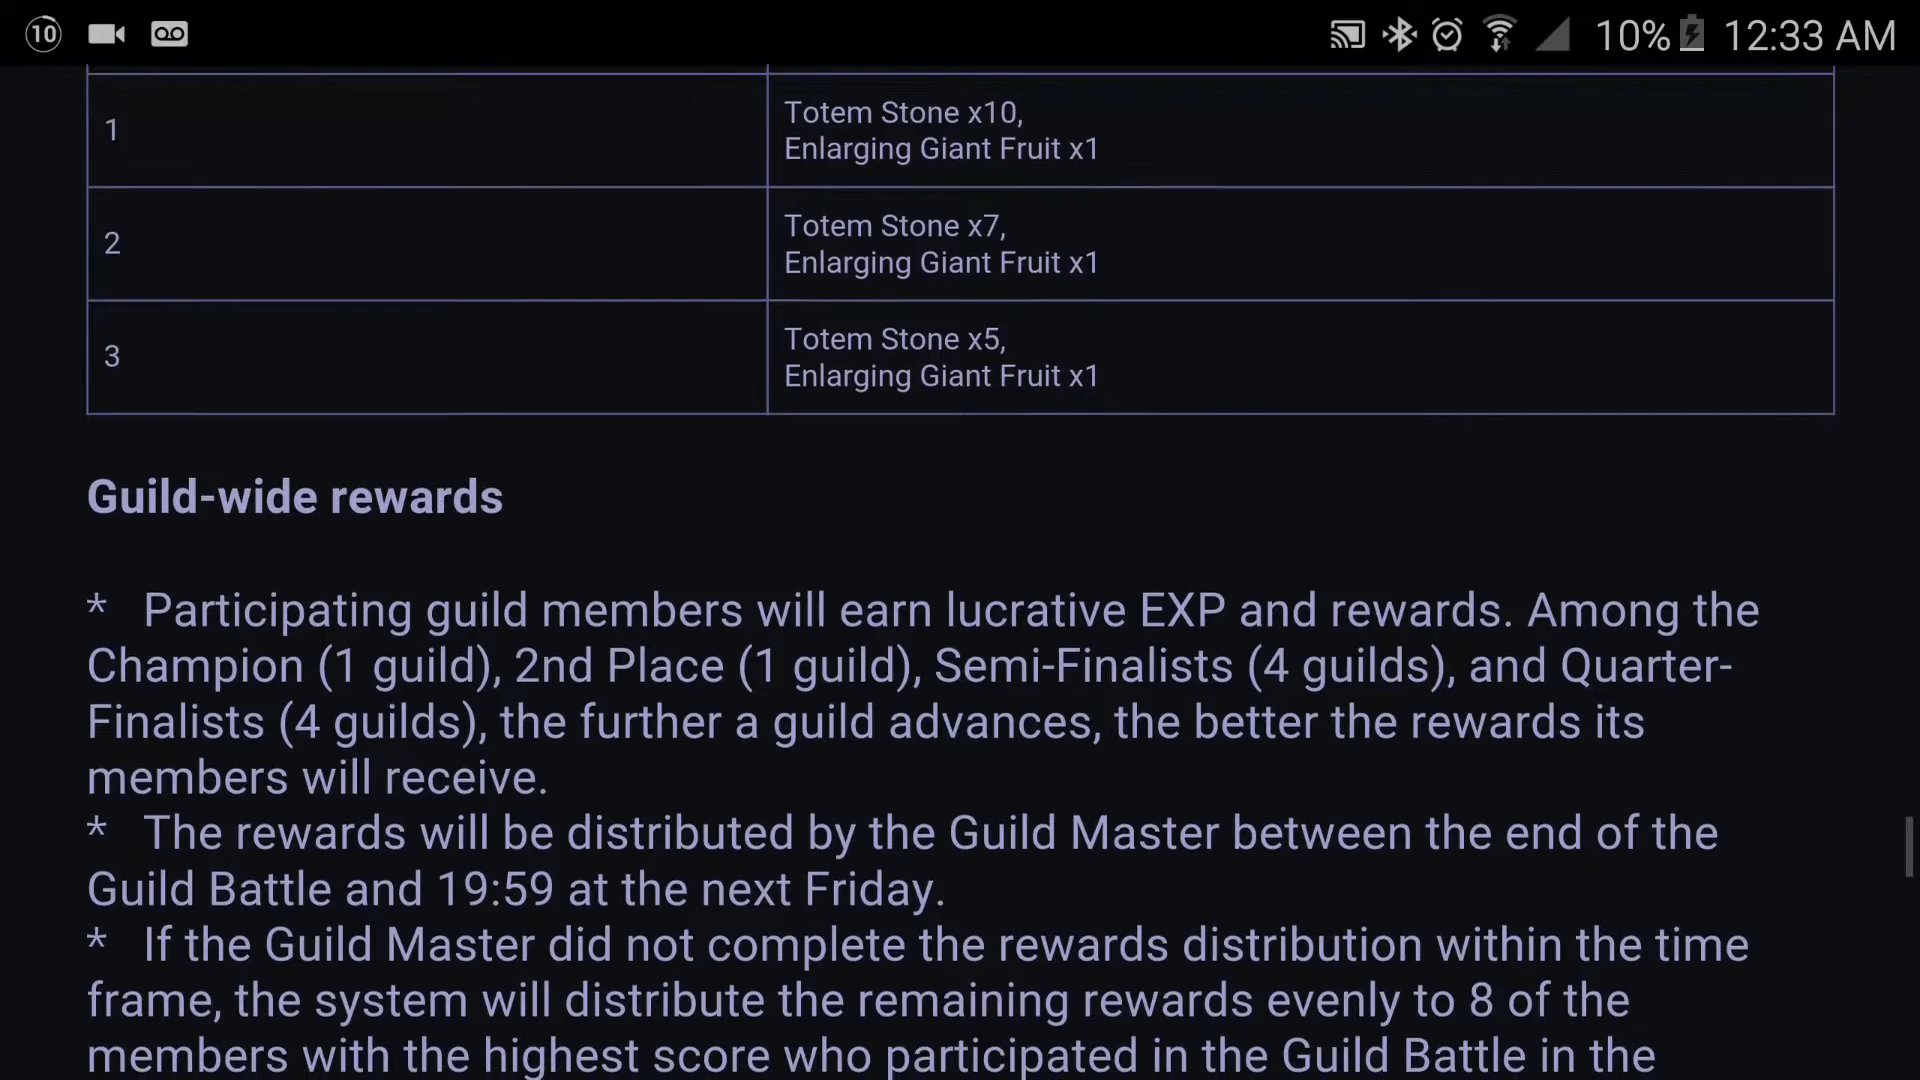 10 10% 12:33 AM
1
Totem Stone x10,
Enlarging Giant Fruit x1
2
Totem Stone x7,
Enlarging Giant Fruit x1
3
Totem Stone x5,
Enlarging Giant Fruit x1
Guild-wide rewards
* Participating guild members will earn lucrative EXP and rewards. Among the
Champion (1 guild), 2nd Place (1 guild), Semi-Finalists (4 guilds), and Quarter-
Finalists (4 guilds), the further a guild advances, the better the rewards its
members will receive.
* The rewards will be distributed by the Guild Master between the end of the
Guild Battle and 19:59 at the next Friday.
* If the Guild Master did not complete the rewards distribution within the time
frame, the system will distribute the remaining rewards evenly to 8 of the
members with the highest score who participated in the Guild Battle in the